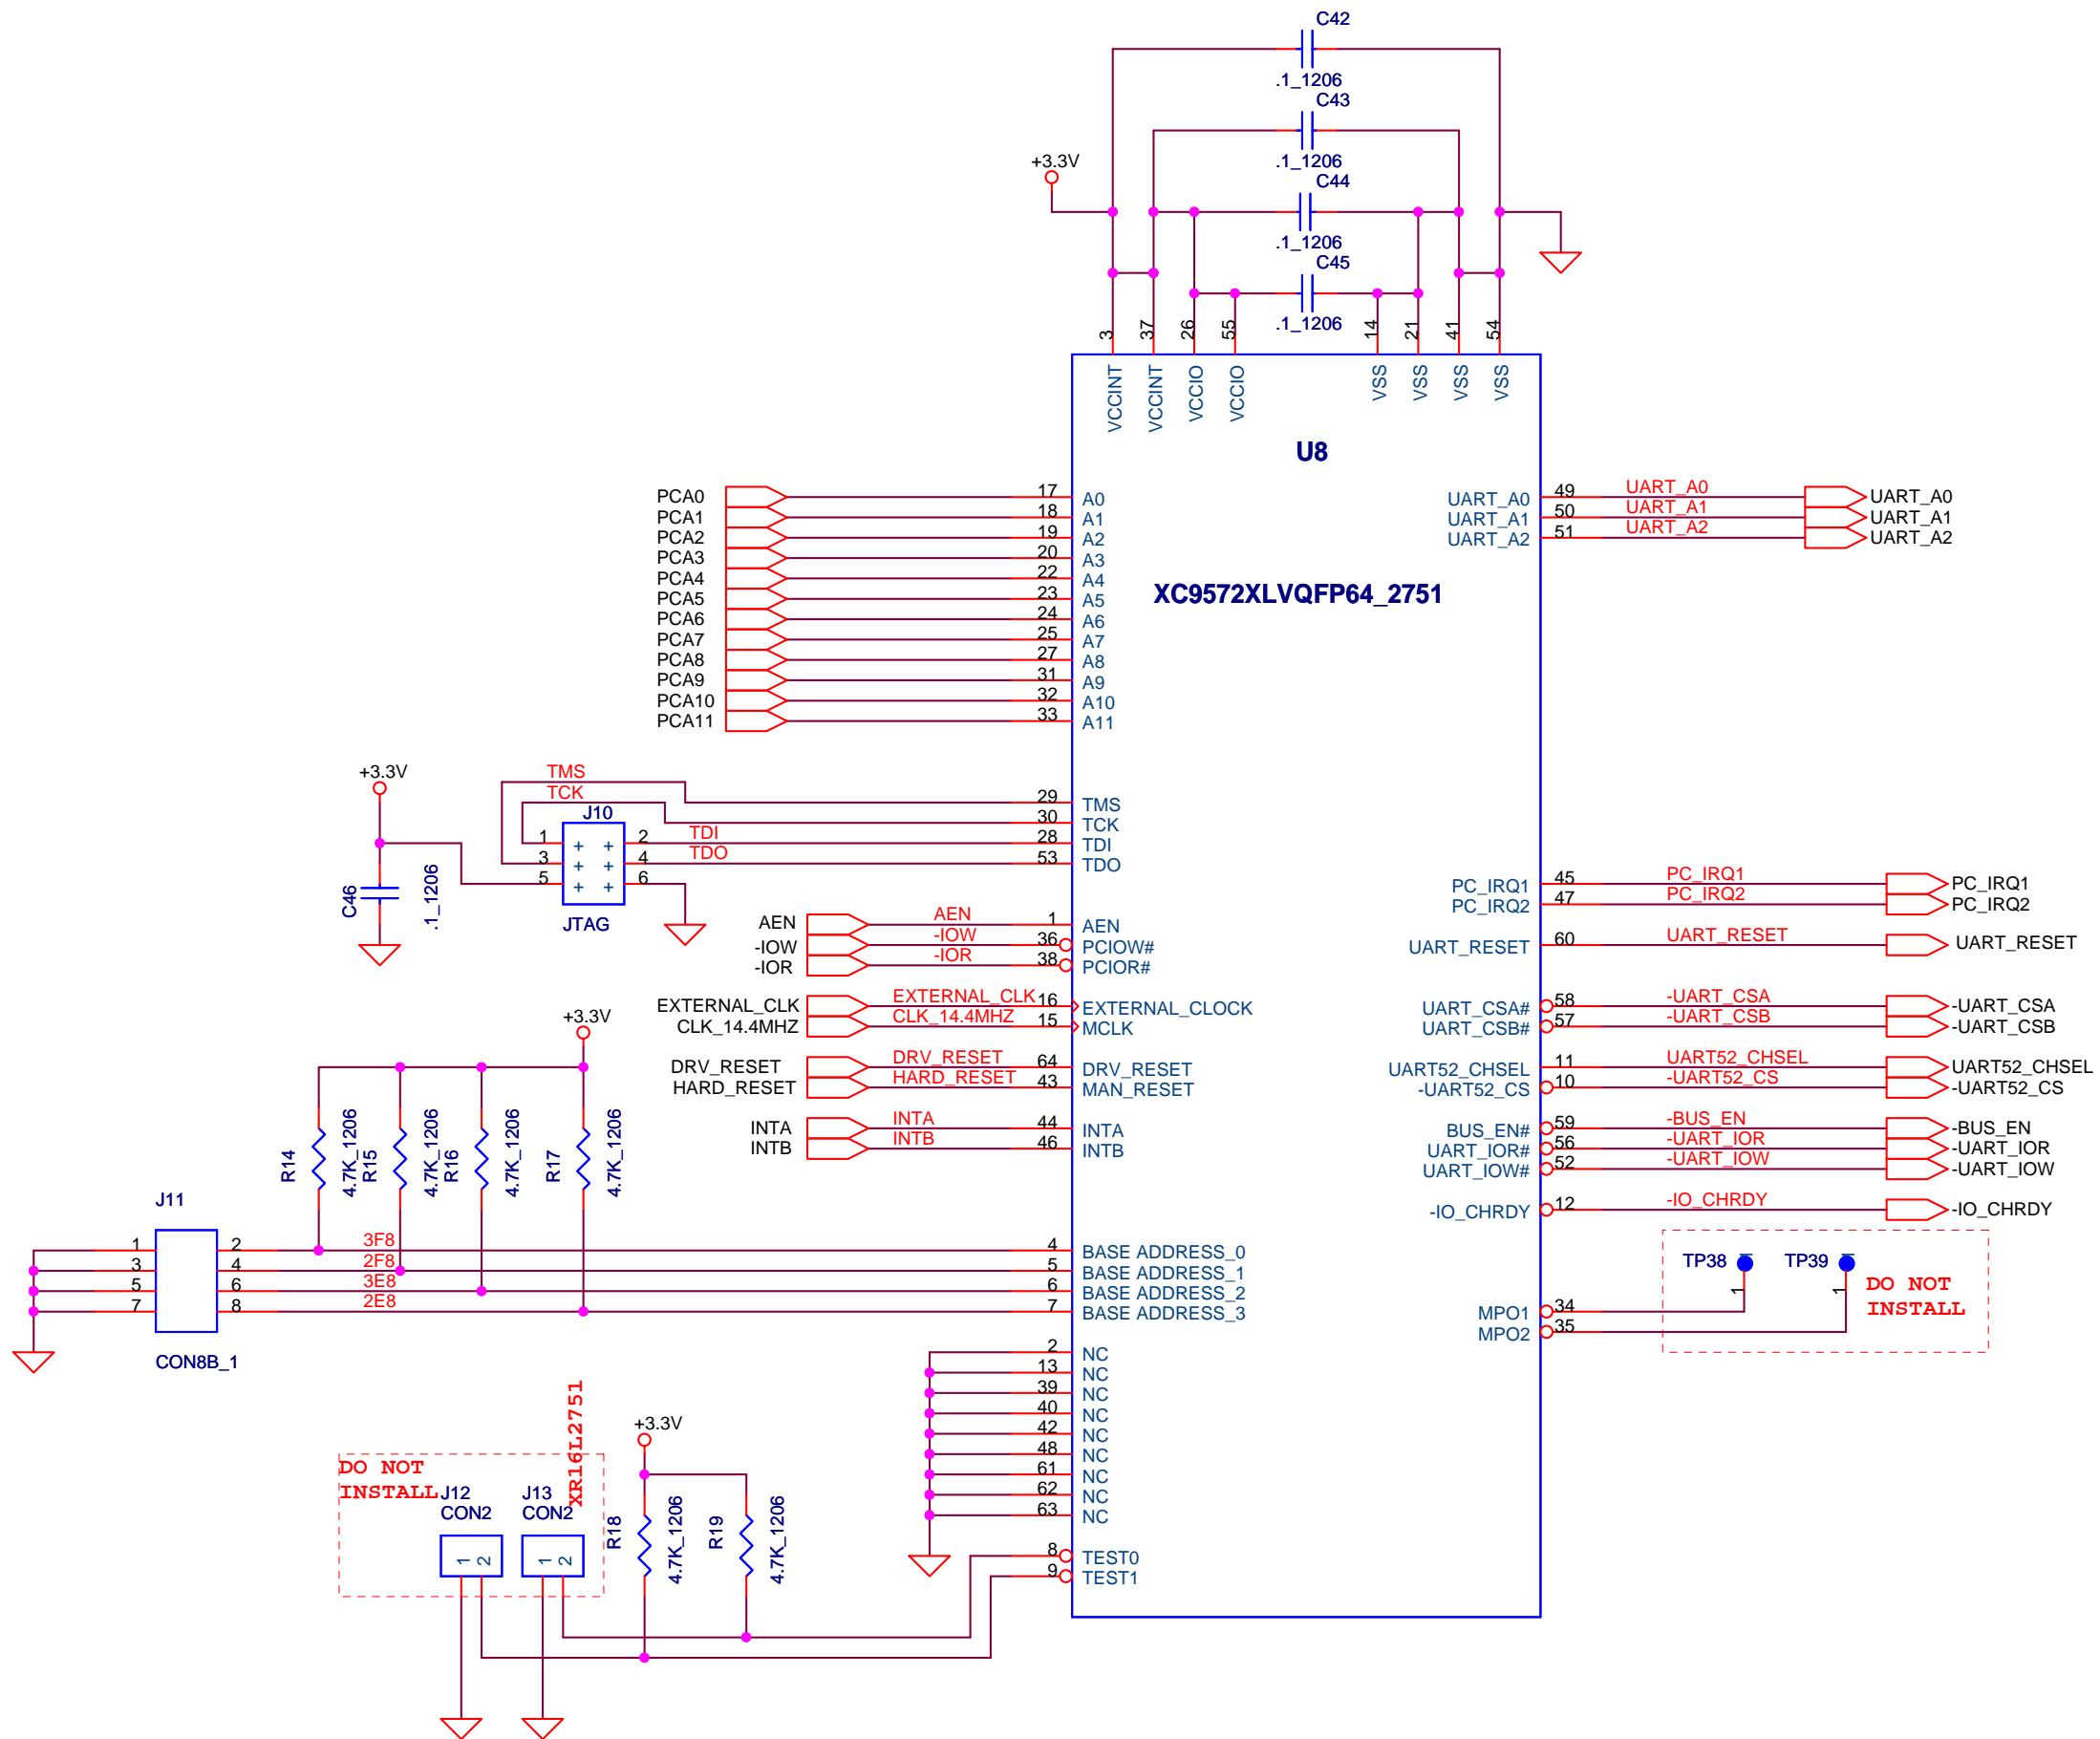 C42
.1_1206
C43
.1_1206
C44
.1_1206
C45
.1_1206
+3.3V
3
37
26
55
14
21
41
54
VCCINT
VCCINT
VCCIO
VCCIO
VSS
VSS
VSS
VSS
U8
XC9572XLVQFP64_2751
PCA0 17 A0
PCA1 18 A1
PCA2 19 A2
PCA3 20 A3
PCA4 22 A4
PCA5 23 A5
PCA6 24 A6
PCA7 25 A7
PCA8 27 A8
PCA9 31 A9
PCA10 32 A10
PCA11 33 A11
UART_A0 49 UART_A0 UART_A0
UART_A1 50 UART_A1 UART_A1
UART_A2 51 UART_A2 UART_A2
+3.3V
C46
.1_1206
TMS 29 TMS
TCK 30 TCK
J10
1 2 TDI 28 TDI
3 4 TDO 53 TDO
5 6
+ +
+ +
+ +
JTAG
AEN AEN 1 AEN
-IOW -IOW 36 PCIOW#
-IOR -IOR 38 PCIOR#
EXTERNAL_CLK EXTERNAL_CLK 16 EXTERNAL_CLOCK
CLK_14.4MHZ CLK_14.4MHZ 15 MCLK
DRV_RESET DRV_RESET 64 DRV_RESET
HARD_RESET HARD_RESET 43 MAN_RESET
INTA INTA 44 INTA
INTB INTB 46 INTB
PC_IRQ1 45 PC_IRQ1 PC_IRQ1
PC_IRQ2 47 PC_IRQ2 PC_IRQ2
UART_RESET 60 UART_RESET UART_RESET
UART_CSA# 58 -UART_CSA -UART_CSA
UART_CSB# 57 -UART_CSB -UART_CSB
UART52_CHSEL 11 UART52_CHSEL UART52_CHSEL
-UART52_CS 10 -UART52_CS -UART52_CS
BUS_EN# 59 -BUS_EN -BUS_EN
UART_IOR# 56 -UART_IOR -UART_IOR
UART_IOW# 52 -UART_IOW -UART_IOW
-IO_CHRDY 12 -IO_CHRDY -IO_CHRDY
TP38 TP39
1 1
DO NOT
INSTALL
MPO1 34
MPO2 35
+3.3V
R14
4.7K_1206
R15
4.7K_1206
R16
4.7K_1206
R17
4.7K_1206
J11
1 2 3F8 4 BASE ADDRESS_0
3 4 2F8 5 BASE ADDRESS_1
5 6 3E8 6 BASE ADDRESS_2
7 8 2E8 7 BASE ADDRESS_3
CON8B_1
2 NC
13 NC
39 NC
40 NC
42 NC
48 NC
61 NC
62 NC
63 NC
8 TEST0
9 TEST1
XR16L2751
DO NOT
INSTALL
J12
CON2
1 2
J13
CON2
1 2
+3.3V
R18
4.7K_1206
R19
4.7K_1206